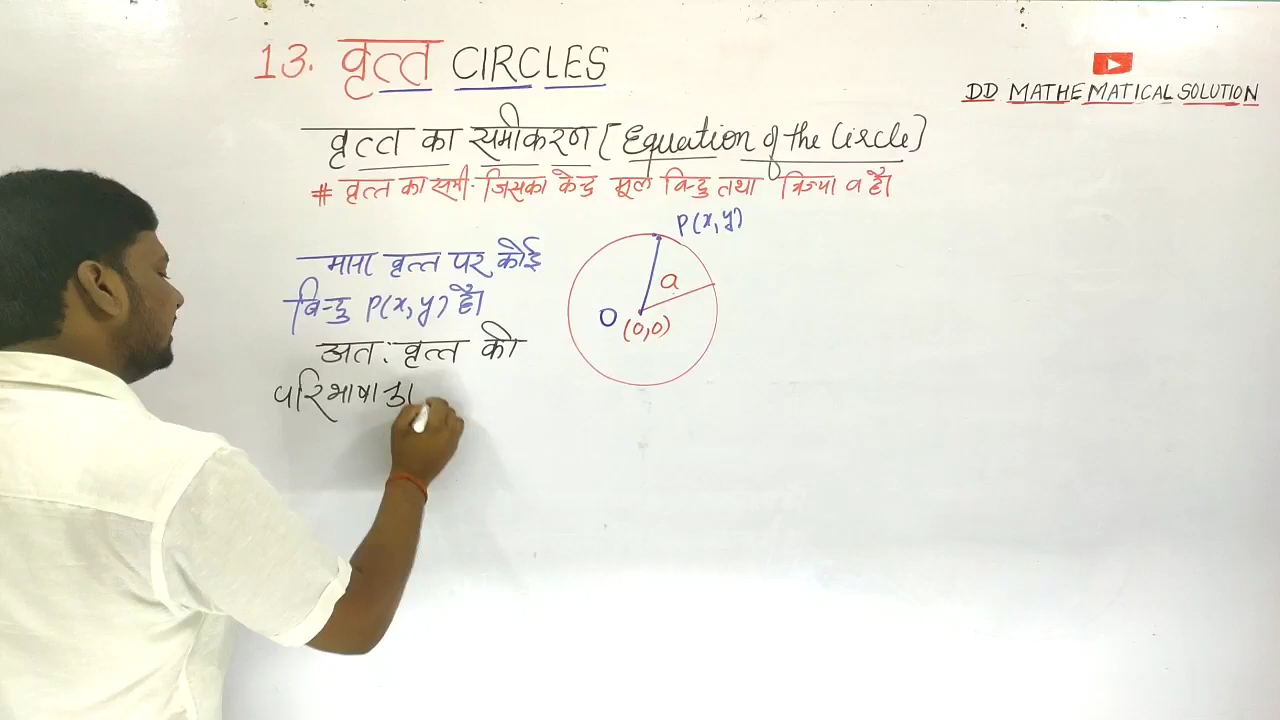 13. वृत्त CIRCLES
DD MATHEMATICAL SOLUTION
वृत्त का समीकरण [Equation of the Circle]
# वृत्त का समी. जिसका केन्द्र मूल बिन्दु तथा त्रिज्या a है।
P(x,y)
माना वृत्त पर कोई
बिन्दु P(x,y) है।
a
O
(0,0)
अतः वृत्त की
परिभाषा